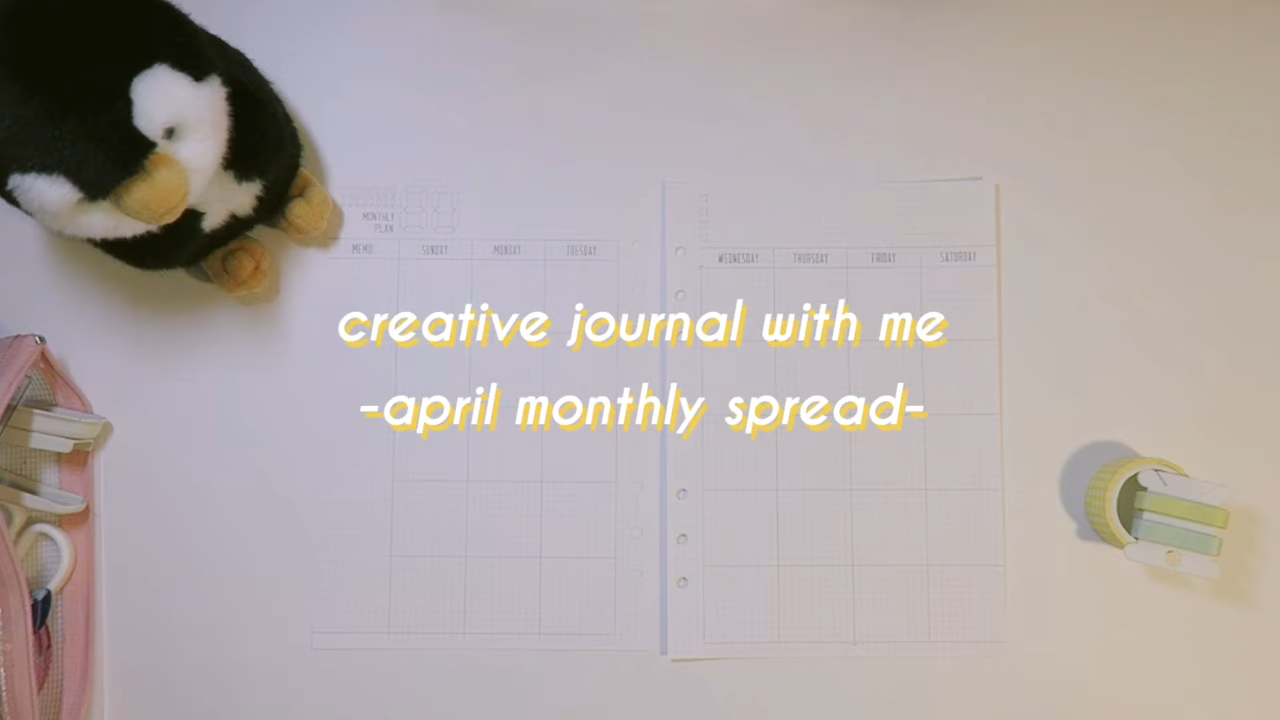 MONTHLY
PLAN
MEMO SUNDAY MONDAY TUESDAY
WEDNESDAY THURSDAY FRIDAY SATURDAY
creative journal with me
-april monthly spread-